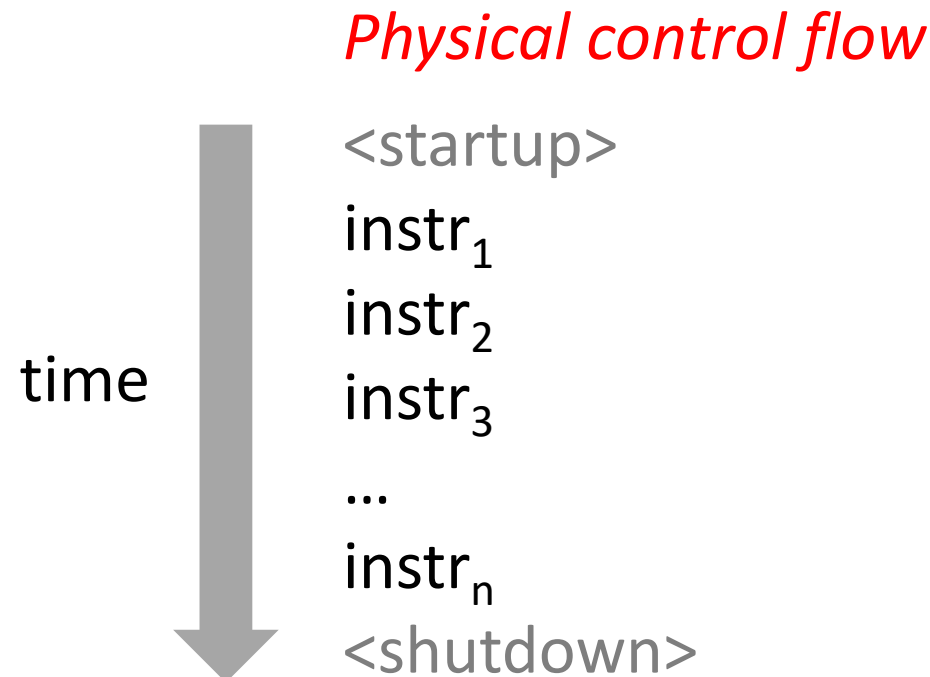 Physical control flow
<startup>
instr₁
instr₂
time
instr₃
...
instrₙ
<shutdown>